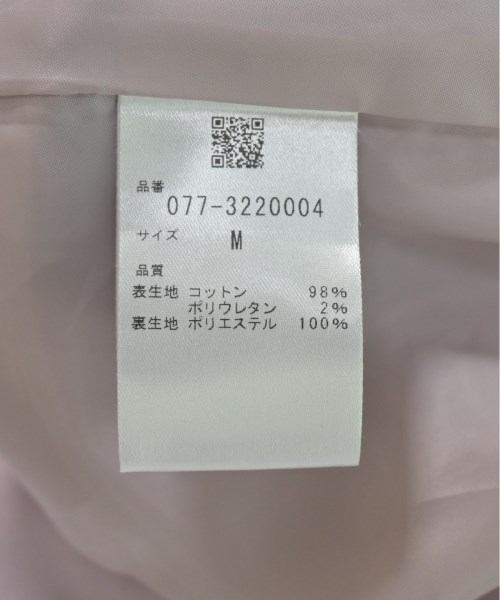 品番
077-3220004
サイズ M
品質
表生地 コットン 98%
ポリウレタン 2%
裏生地 ポリエステル 100%